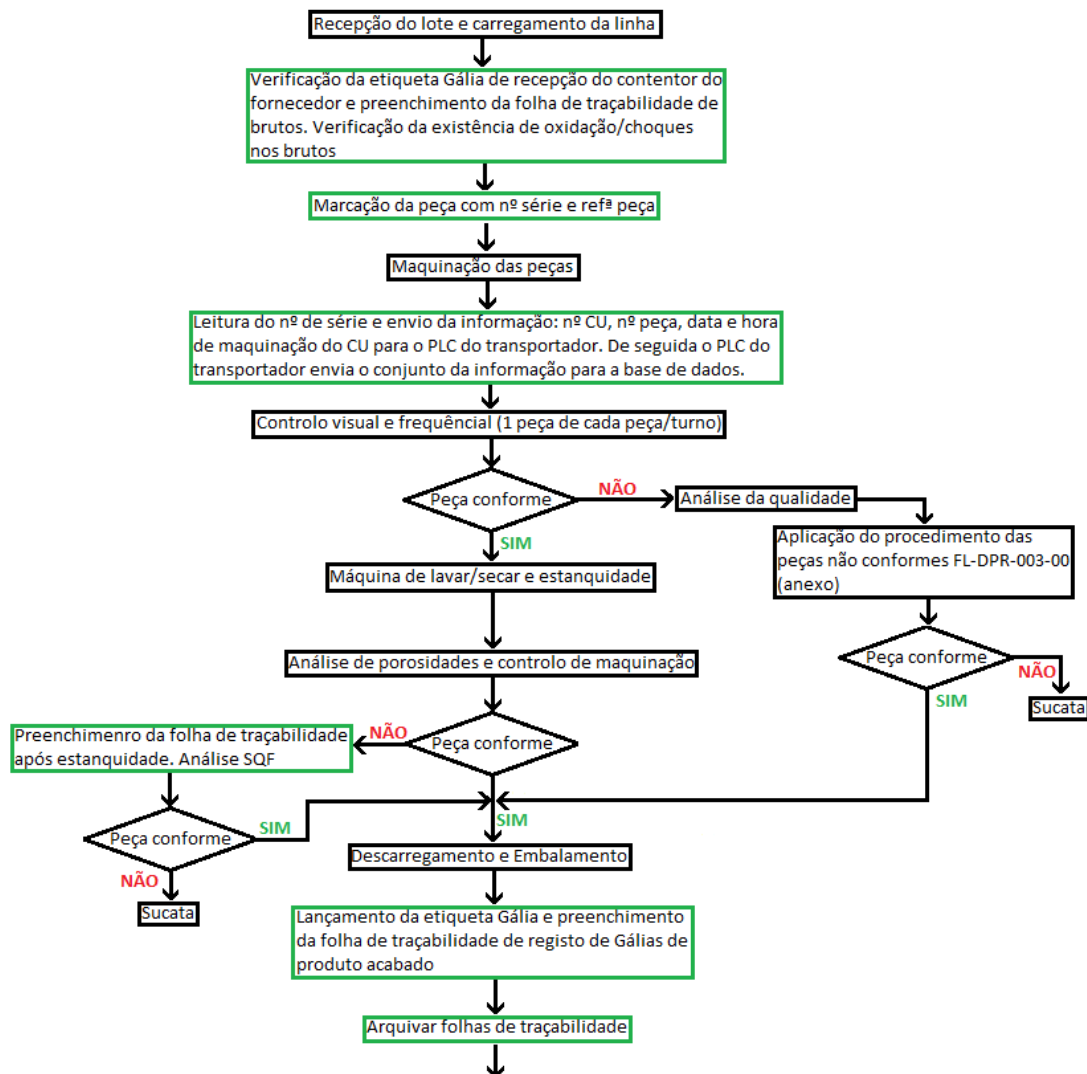 Recepção do lote e carregamento da linha
Verificação da etiqueta Gália de recepção do contentor do
fornecedor e preenchimento da folha de traçabilidade de
brutos. Verificação da existência de oxidação/choques
nos brutos
Marcação da peça com nº série e refª peça
Maquinação das peças
Leitura do nº de série e envio da informação: nº CU, nº peça, data e hora
de maquinação do CU para o PLC do transportador. De seguida o PLC do
transportador envia o conjunto da informação para a base de dados.
Controlo visual e frequêncial (1 peça de cada peça/turno)
Peça conforme
NÃO
Análise da qualidade
SIM
Aplicação do procedimento das
peças não conformes FL-DPR-003-00
(anexo)
Máquina de lavar/secar e estanquidade
Peça conforme
NÃO
Sucata
SIM
Análise de porosidades e controlo de maquinação
Peça conforme
NÃO
Preenchimenro da folha de traçabilidade
após estanquidade. Análise SQF
Peça conforme
SIM
NÃO
Sucata
SIM
Descarregamento e Embalamento
Lançamento da etiqueta Gália e preenchimento
da folha de traçabilidade de registo de Gálias de
produto acabado
Arquivar folhas de traçabilidade